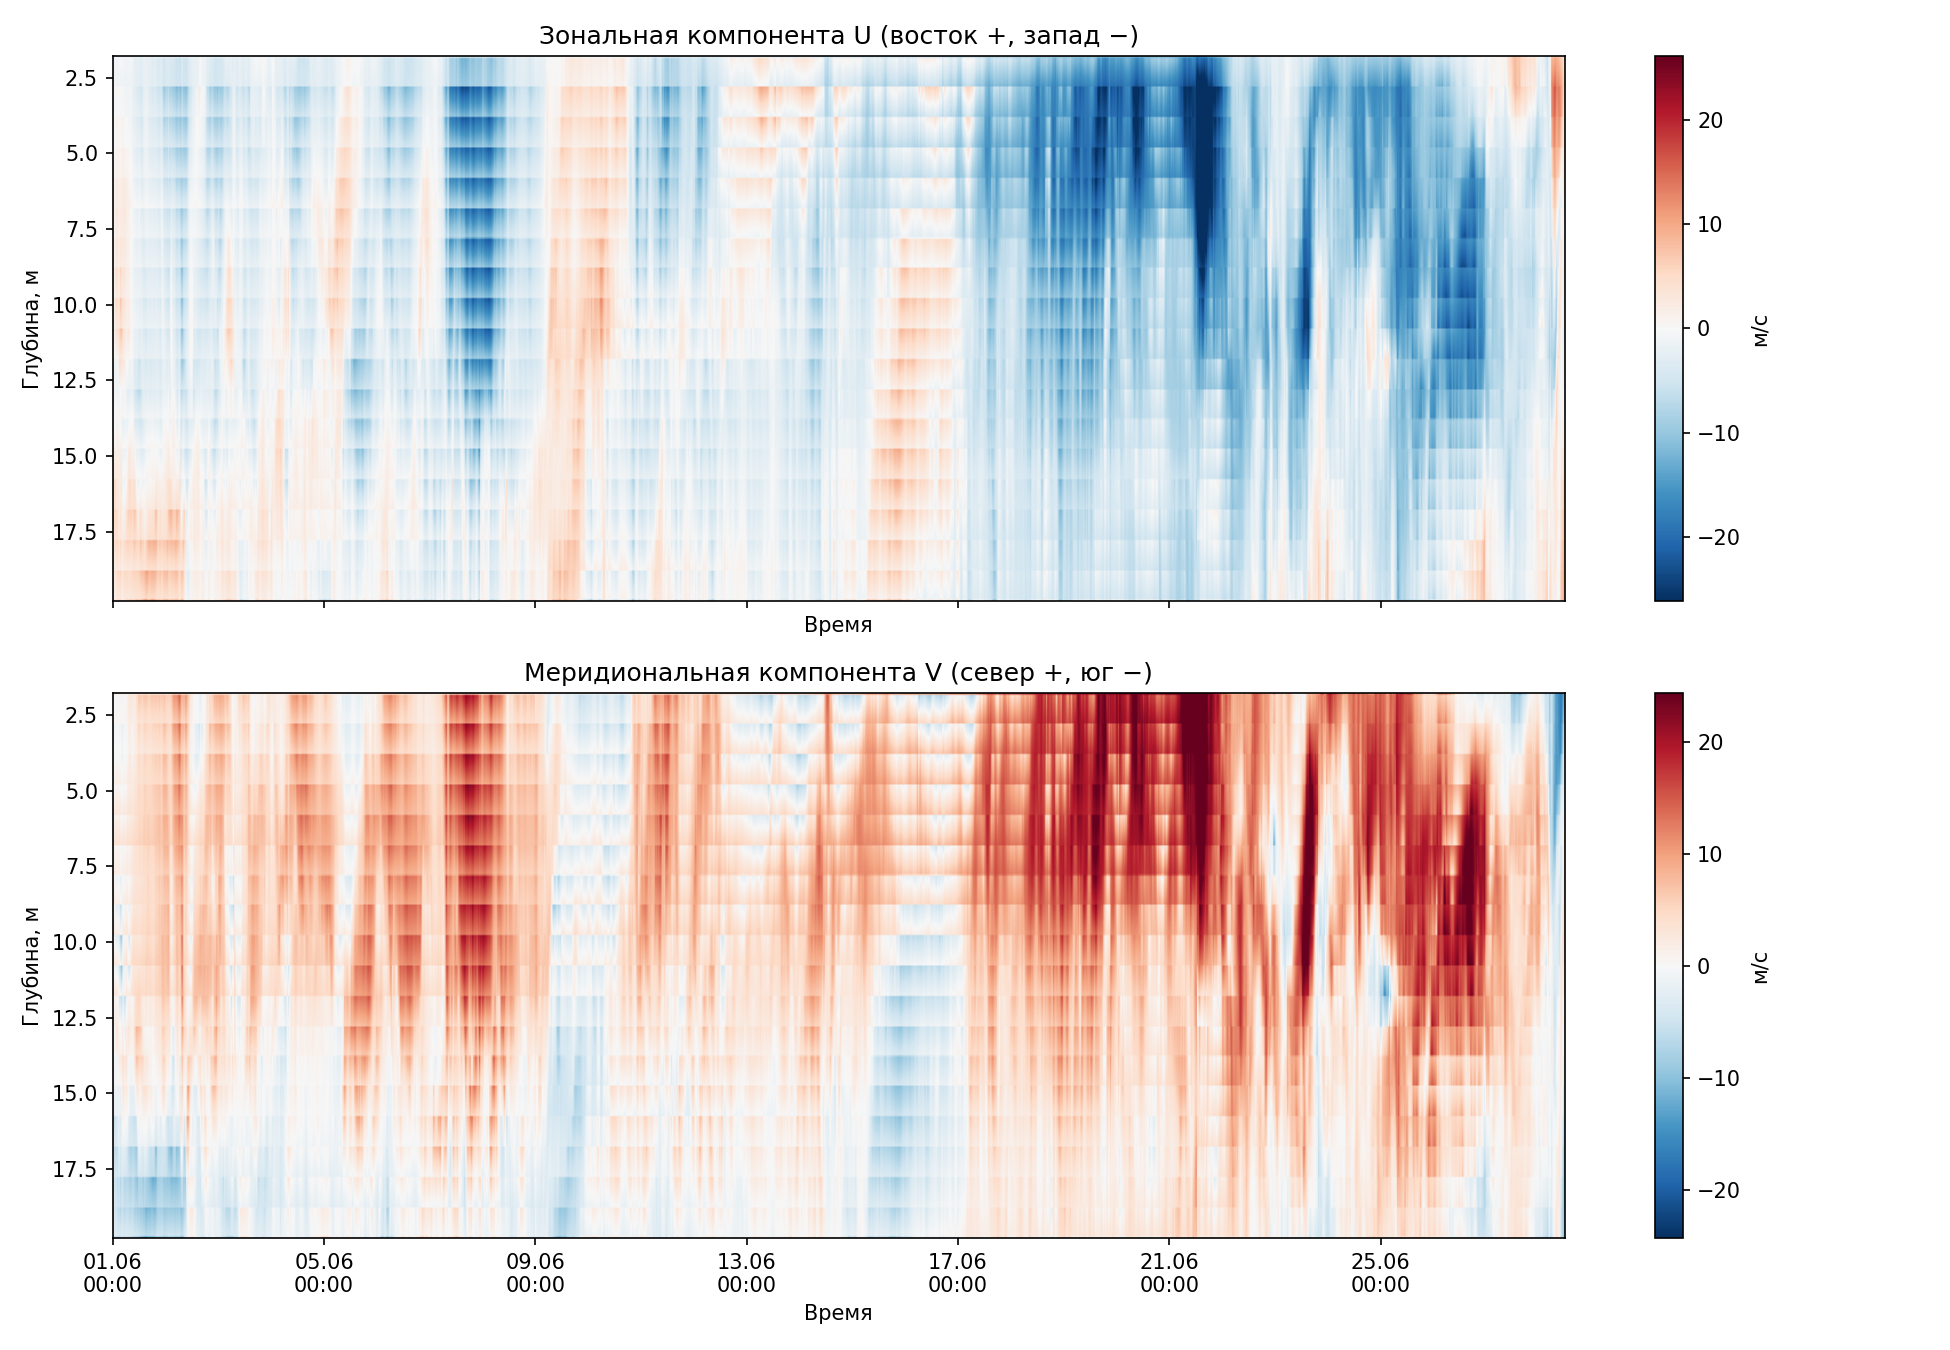 Зональная компонента U (восток +, запад −)
2.5
5.0
7.5
10.0
12.5
15.0
17.5
Глубина, м
Время
20
10
0
−10
−20
м/с
Меридиональная компонента V (север +, юг −)
2.5
5.0
7.5
10.0
12.5
15.0
17.5
Глубина, м
01.06 05.06 09.06 13.06 17.06 21.06 25.06
00:00 00:00 00:00 00:00 00:00 00:00 00:00
Время
20
10
0
−10
−20
м/с